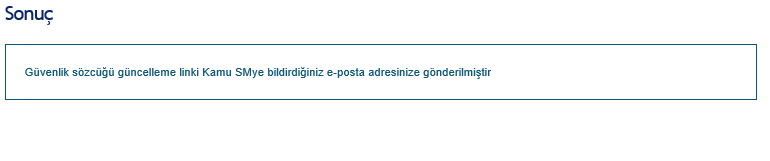 Sonuç
Güvenlik sözcüğü güncelleme linki Kamu SMye bildirdiğiniz e-posta adresinize gönderilmiştir